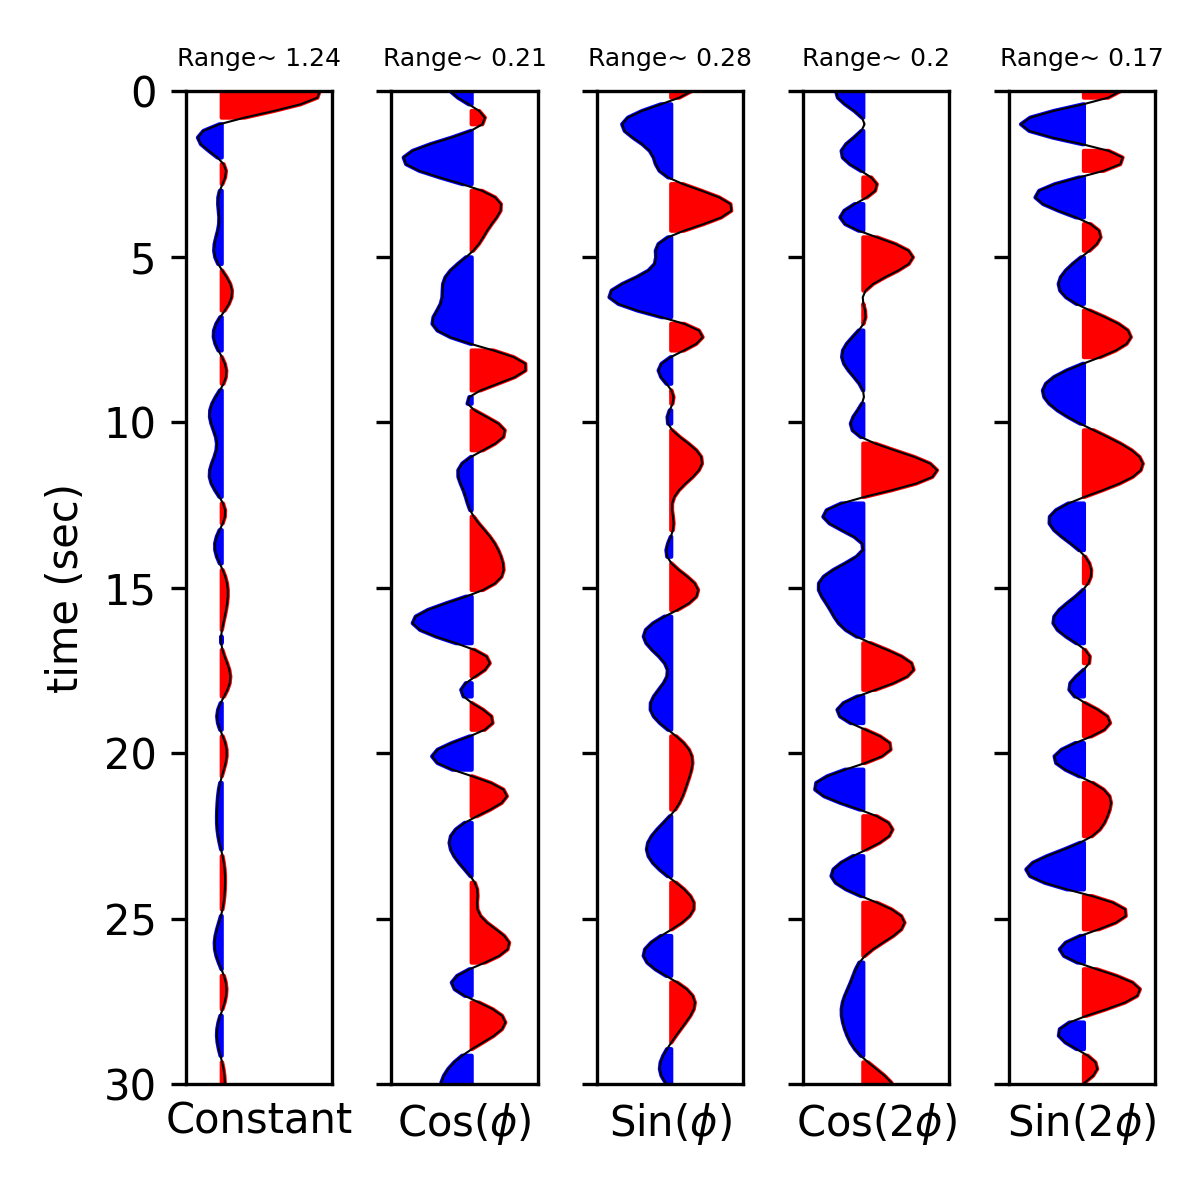 Range~ 1.24 Range~ 0.21 Range~ 0.28 Range~ 0.2 Range~ 0.17
0
5
10
15
20
25
30
time (sec)
Constant Cos(ϕ) Sin(ϕ) Cos(2ϕ) Sin(2ϕ)